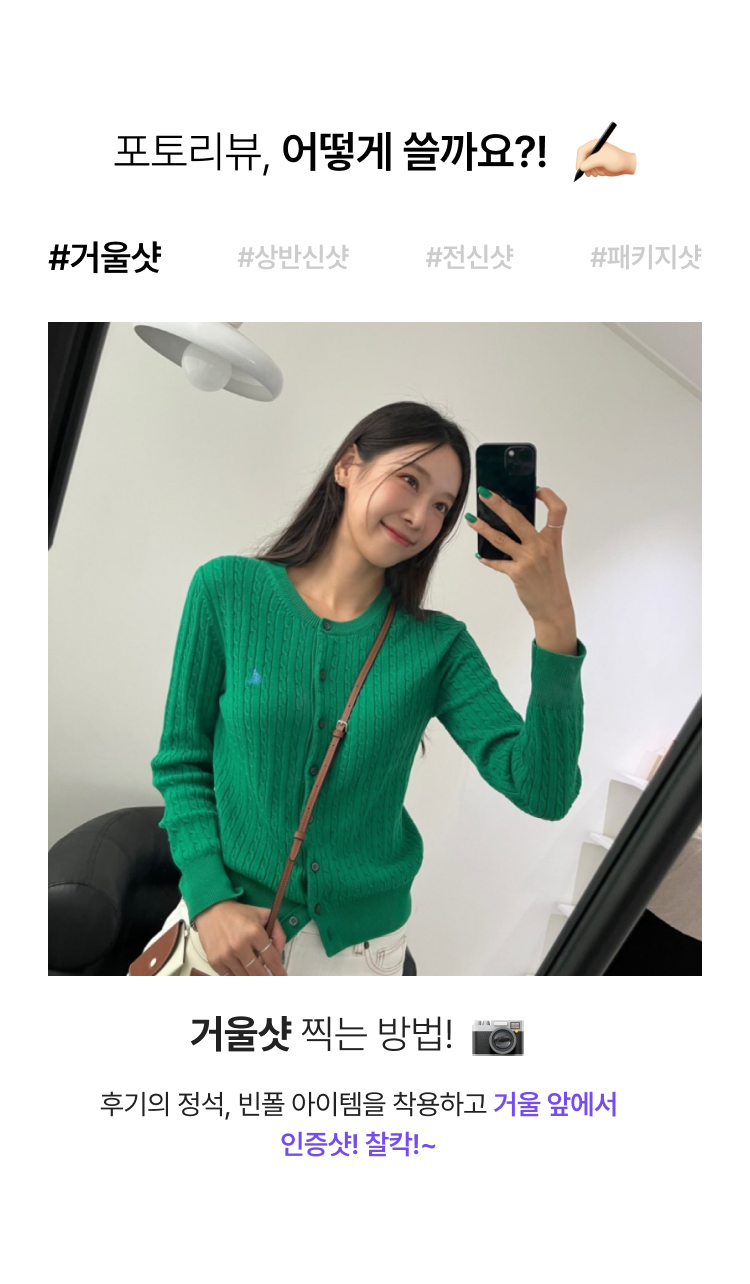 포토리뷰, 어떻게 쓸까요?!
#거울샷 #상반신샷 #전신샷 #패키지샷
거울샷 찍는 방법!
후기의 정석, 빈폴 아이템을 착용하고 거울 앞에서
인증샷! 찰칵!~